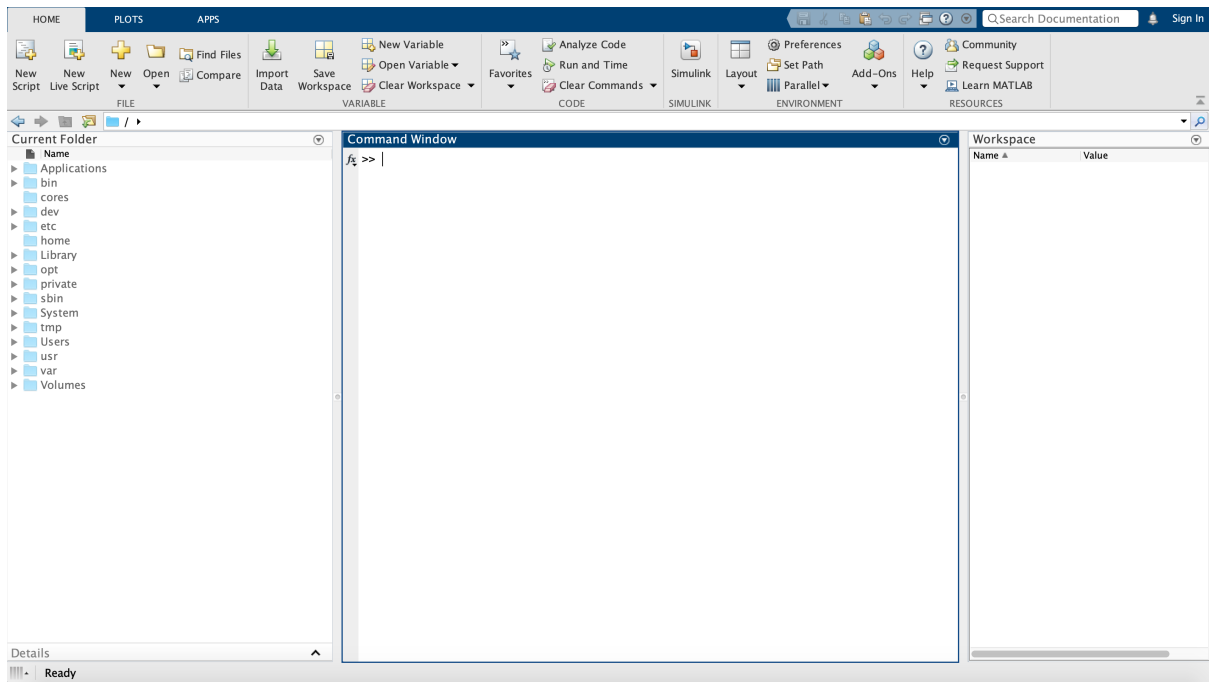 HOME PLOTS APPS Search Documentation Sign In
New Script
New Live Script
New
Open
Find Files
Compare
FILE
Import Data
Save Workspace
New Variable
Open Variable
Clear Workspace
VARIABLE
Favorites
Analyze Code
Run and Time
Clear Commands
CODE
Simulink
SIMULINK
Layout
Preferences
Set Path
Parallel
Add-Ons
ENVIRONMENT
Help
Community
Request Support
Learn MATLAB
RESOURCES
/
Current Folder
Name
Applications
bin
cores
dev
etc
home
Library
opt
private
sbin
System
tmp
Users
usr
var
Volumes
Details
Command Window
fx >>
Workspace
Name Value
Ready